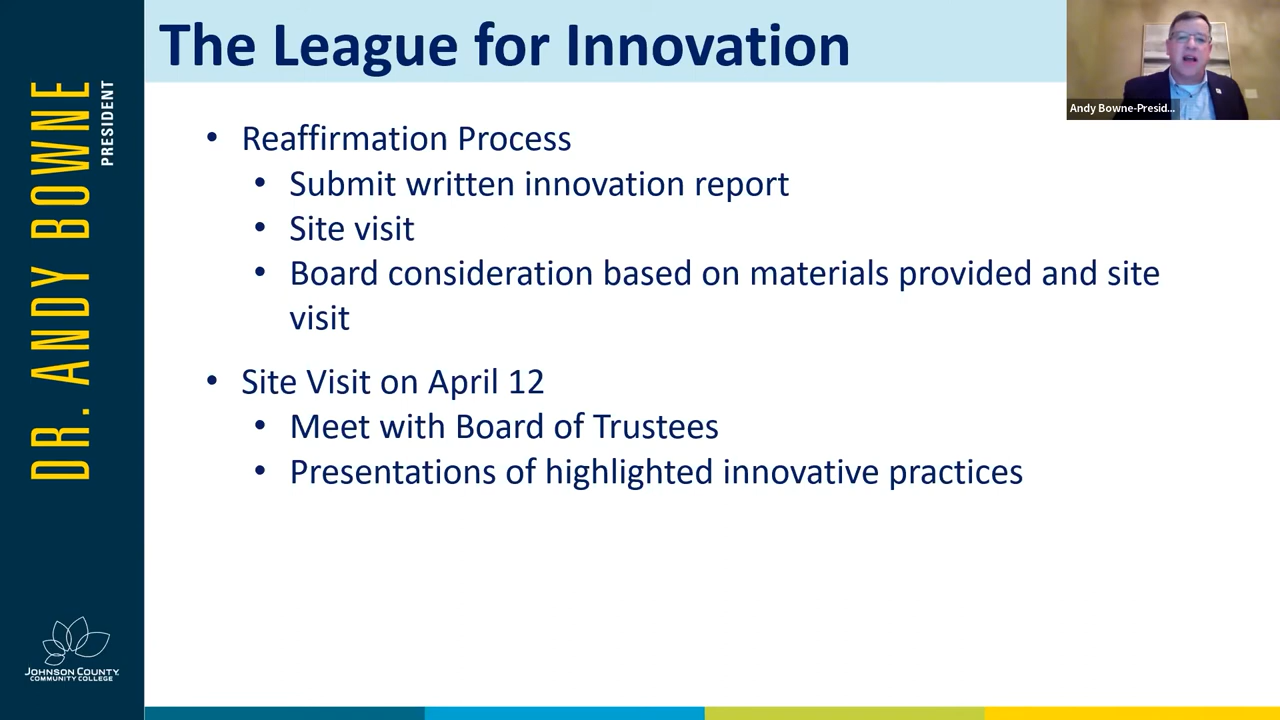 The League for Innovation
Andy Bowne-Presid...
DR. ANDY BOWNE
PRESIDENT
• Reaffirmation Process
• Submit written innovation report
• Site visit
• Board consideration based on materials provided and site
visit
• Site Visit on April 12
• Meet with Board of Trustees
• Presentations of highlighted innovative practices
JOHNSON COUNTY
COMMUNITY COLLEGE